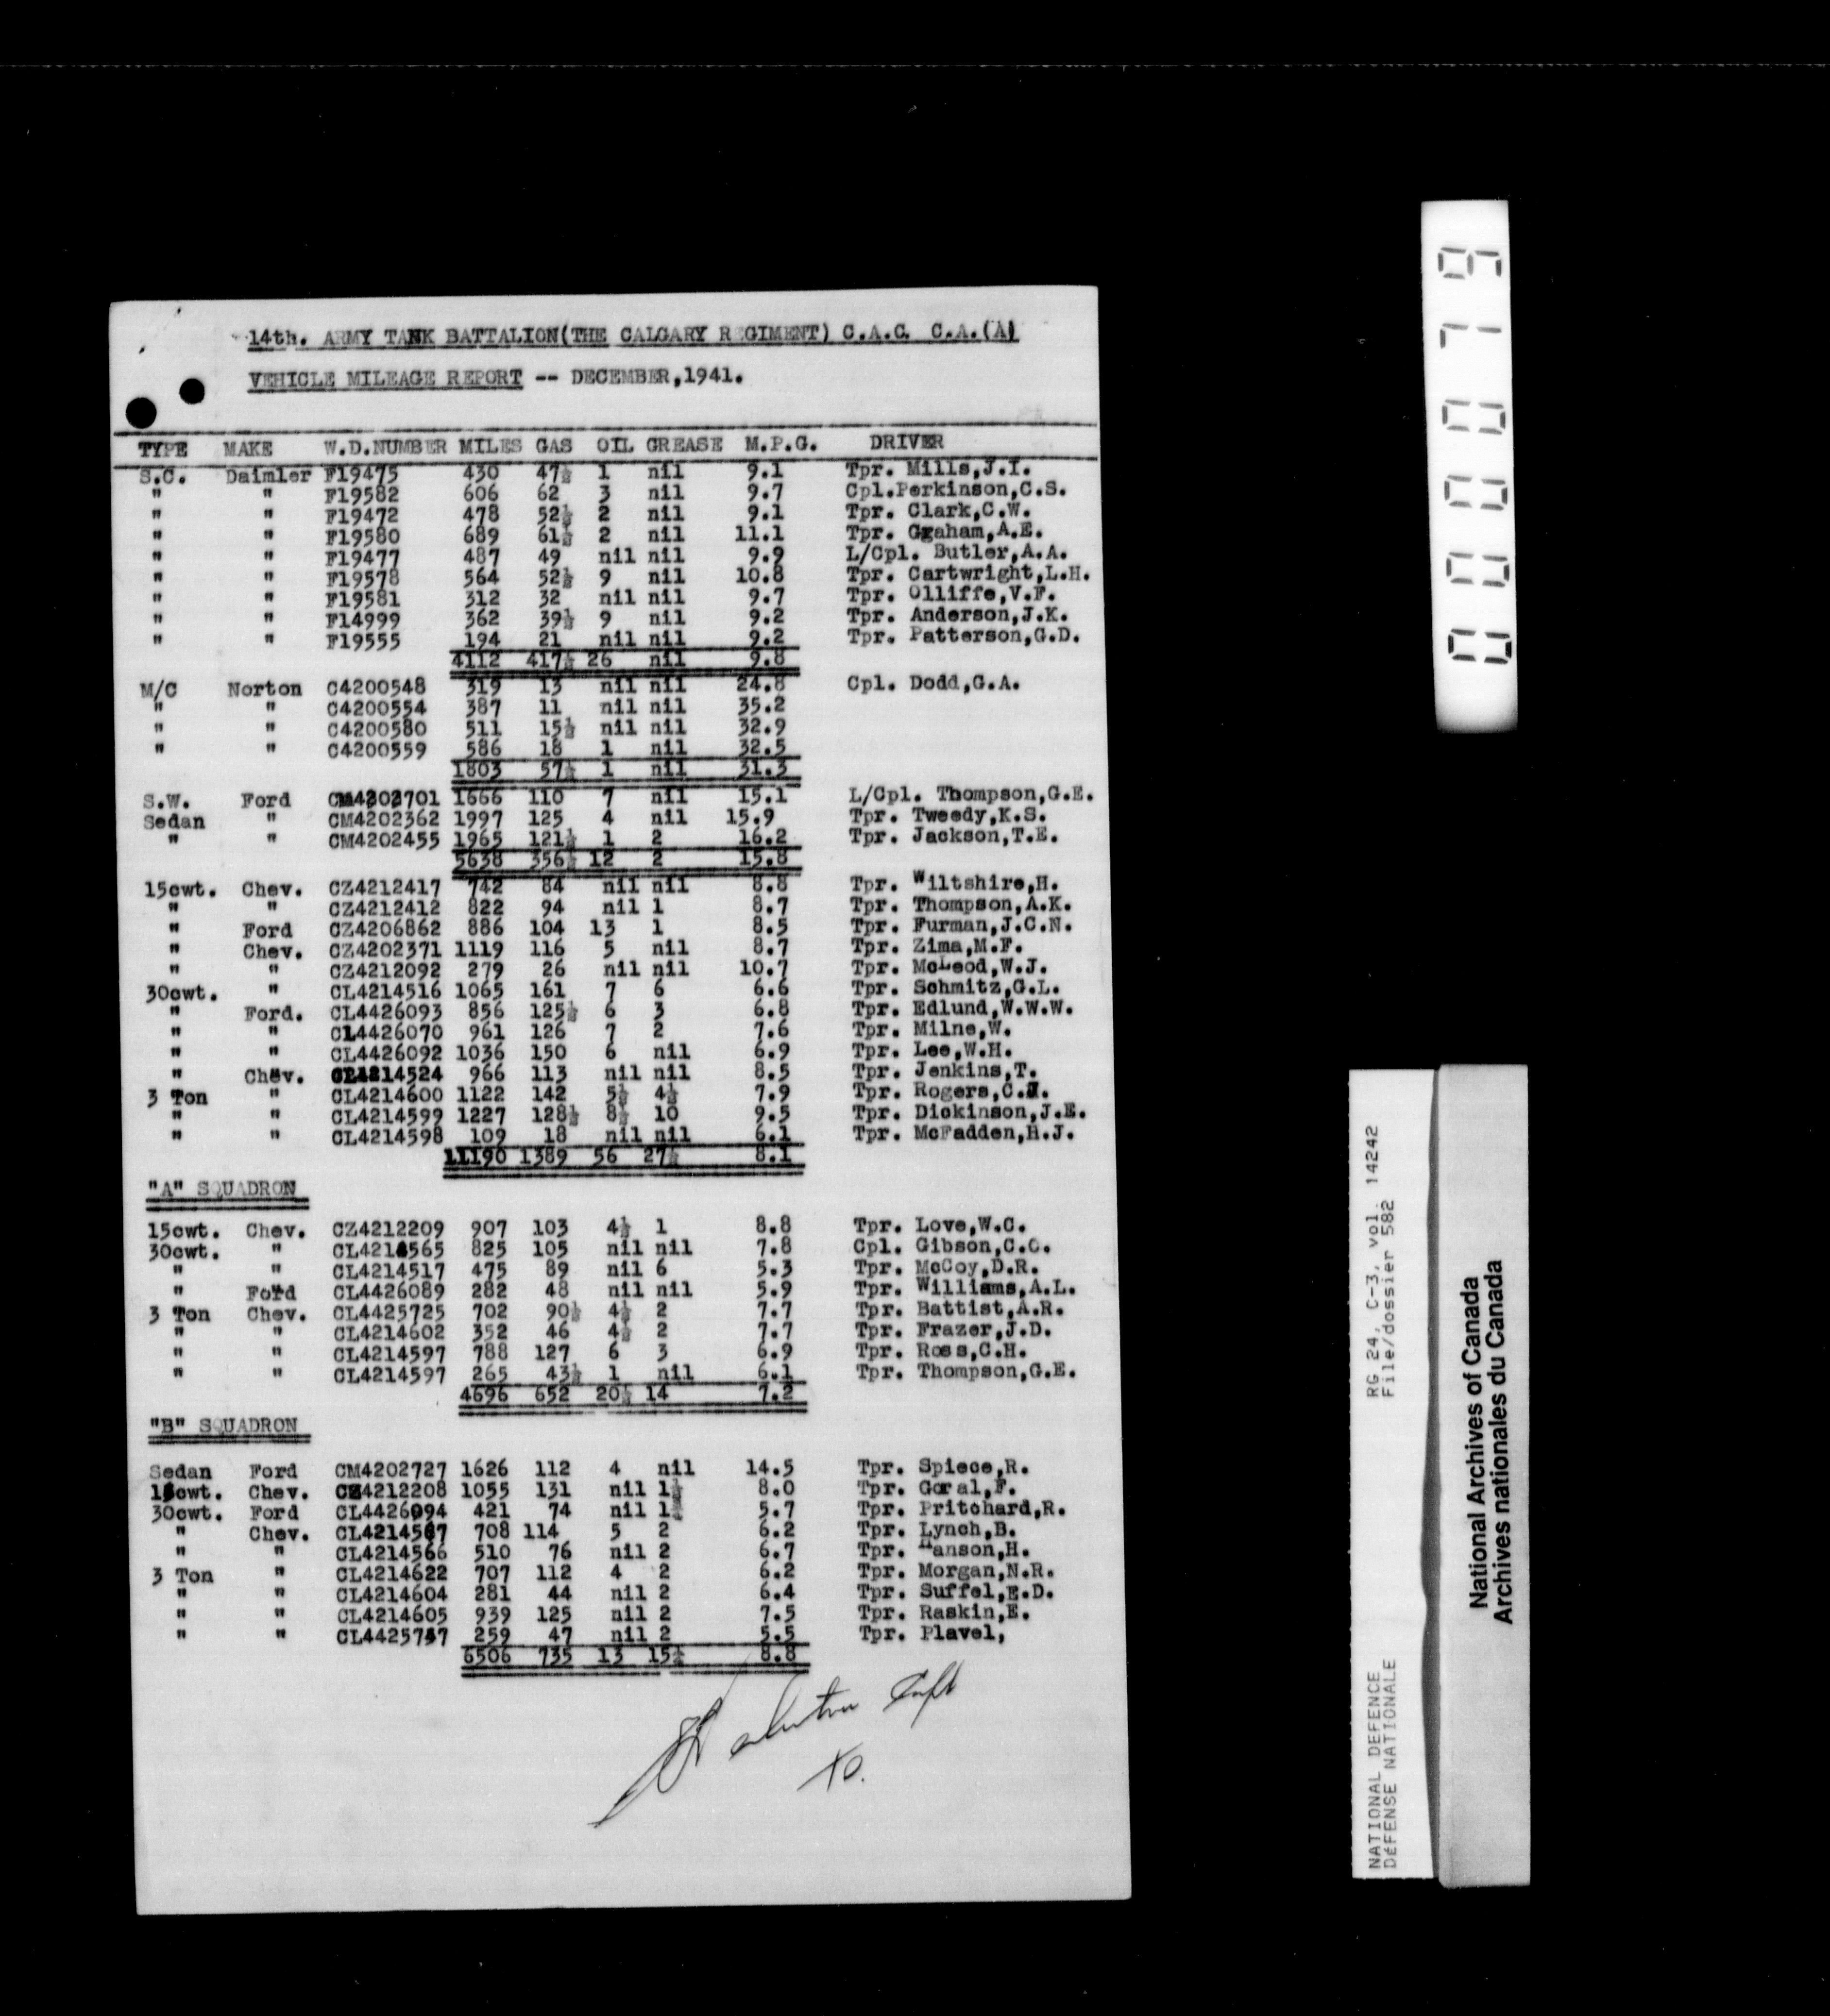 14th. ARMY TANK BATTALION(THE CALGARY REGIMENT) C.A.C. C.A.(A)
VEHICLE MILEAGE REPORT -- DECEMBER,1941.
TYPE MAKE W.D.NUMBER MILES GAS OIL GREASE M.P.G. DRIVER
S.C. Daimler F19475 430 47½ 1 nil 9.1 Tpr. Mills,J.I.
" " F19582 606 62 3 nil 9.7 Cpl.Perkinson,C.S.
" " F19472 478 52½ 2 nil 9.1 Tpr. Clark,C.W.
" " F19580 689 61½ 2 nil 11.1 Tpr. Graham,A.E.
" " F19477 487 49 nil nil 9.9 L/Cpl. Butler,A.A.
" " F19578 564 52½ 9 nil 10.8 Tpr. Cartwright,L.H.
" " F19581 312 32 nil nil 9.7 Tpr. Olliffe,V.F.
" " F14999 362 39½ 9 nil 9.2 Tpr. Anderson,J.K.
" " F19555 194 21 nil nil 9.2 Tpr. Patterson,G.D.
4112 417½ 26 nil 9.8
M/C Norton C4200548 319 13 nil nil 24.8 Cpl. Dodd,G.A.
" " C4200554 387 11 nil nil 35.2
" " C4200580 511 15½ nil nil 32.9
" " C4200559 586 18 1 nil 32.5
1803 57½ 1 nil 31.3
S.W. Ford CM4202701 1666 110 7 nil 15.1 L/Cpl. Thompson,G.E.
Sedan " CM4202362 1997 125 4 nil 15.9 Tpr. Tweedy,K.S.
" " CM4202455 1965 121½ 1 2 16.2 Tpr. Jackson,T.E.
5638 356½ 12 2 15.8
15cwt. Chev. CZ4212417 742 84 nil nil 8.8 Tpr. Wiltshire,H.
" " CZ4212412 822 94 nil 1 8.7 Tpr. Thompson,A.K.
" Ford CZ4206862 886 104 13 1 8.5 Tpr. Furman,J.C.N.
" Chev. CZ4202371 1119 116 5 nil 8.7 Tpr. Zima,M.F.
" " CZ4212092 279 26 nil nil 10.7 Tpr. McLeod,W.J.
30cwt. " CL4214516 1065 161 7 6 6.6 Tpr. Schmitz,G.L.
" Ford. CL4426093 856 125½ 6 3 6.8 Tpr. Edlund,W.W.W.
" " CL4426070 961 126 7 2 7.6 Tpr. Milne,W.
" " CL4426092 1036 150 6 nil 6.9 Tpr. Lee,W.H.
" Chev. CL4214524 966 113 nil nil 8.5 Tpr. Jenkins,T.
3 Ton " CL4214600 1122 142 5½ 4½ 7.9 Tpr. Rogers,C.J.
" " CL4214599 1227 128½ 8½ 10 9.5 Tpr. Dickinson,J.E.
" " CL4214598 109 18 nil nil 6.1 Tpr. McFadden,H.J.
11190 1389 56 27½ 8.1
"A" SQUADRON
15cwt. Chev. CZ4212209 907 103 4½ 1 8.8 Tpr. Love,W.C.
30cwt. " CL4214565 825 105 nil nil 7.8 Cpl. Gibson,C.C.
" " CL4214517 475 89 nil 6 5.3 Tpr. McCoy,D.R.
" Ford CL4426089 282 48 nil nil 5.9 Tpr. Williams,A.L.
3 Ton Chev. CL4425725 702 90½ 4½ 2 7.7 Tpr. Battist,A.R.
" " CL4214602 352 46 4½ 2 7.7 Tpr. Frazer,J.D.
" " CL4214597 788 127 6 3 6.9 Tpr. Ross,C.H.
" " CL4214597 265 43½ 1 nil 6.1 Tpr. Thompson,G.E.
4696 652 20½ 14 7.2
"B" SQUADRON
Sedan Ford CM4202727 1626 112 4 nil 14.5 Tpr. Spiece,R.
15cwt. Chev. CZ4212208 1055 131 nil 1½ 8.0 Tpr. Goral,F.
30cwt. Ford CL4426094 421 74 nil 1½ 5.7 Tpr. Pritchard,R.
" Chev. CL4214567 708 114 5 2 6.2 Tpr. Lynch,B.
" " CL4214566 510 76 nil 2 6.7 Tpr. Hanson,H.
3 Ton " CL4214622 707 112 4 2 6.2 Tpr. Morgan,N.R.
" " CL4214604 281 44 nil 2 6.4 Tpr. Suffel,E.D.
" " CL4214605 939 125 nil 2 7.5 Tpr. Raskin,E.
" " CL4425747 259 47 nil 2 5.5 Tpr. Plavel,
6506 735 13 15½ 8.8
Capt
000079
RG 24, C-3, vol. 14242
File/dossier 582
NATIONAL DEFENCE
DÉFENSE NATIONALE
National Archives of Canada
Archives nationales du Canada